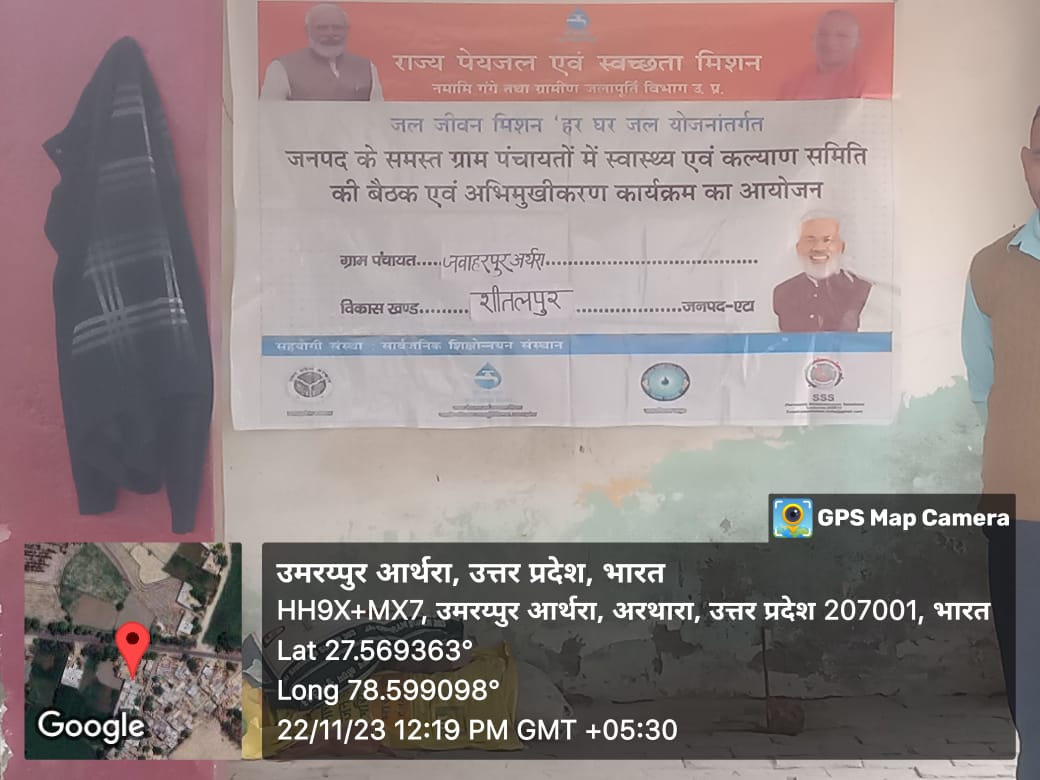 राज्य पेयजल एवं स्वच्छता मिशन
नमामि गंगे तथा ग्रामीण जलापूर्ति विभाग उ. प्र.
जल जीवन मिशन 'हर घर जल योजनांतर्गत
जनपद के समस्त ग्राम पंचायतों में स्वास्थ्य एवं कल्याण समिति
की बैठक एवं अभिमुखीकरण कार्यक्रम का आयोजन
ग्राम पंचायत.....जवाहरपुर अर्थरा
विकास खण्ड.........शीतलपुर.....................जनपद-एटा
सहयोगी संस्था : सार्वजनिक शिक्षोन्नयन संस्थान
SSS
GPS Map Camera
उमरय्पुर आर्थरा, उत्तर प्रदेश, भारत
HH9X+MX7, उमरय्पुर आर्थरा, अरथारा, उत्तर प्रदेश 207001, भारत
Lat 27.569363°
Long 78.599098°
22/11/23 12:19 PM GMT +05:30
Google